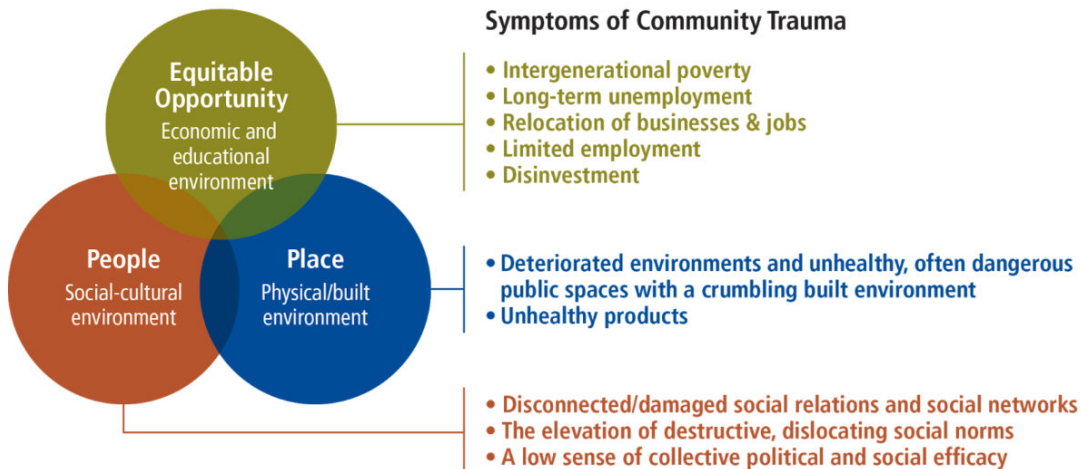 Symptoms of Community Trauma
Equitable
Opportunity
Economic and
educational
environment
• Intergenerational poverty
• Long-term unemployment
• Relocation of businesses & jobs
• Limited employment
• Disinvestment
People
Social-cultural
environment
Place
Physical/built
environment
• Deteriorated environments and unhealthy, often dangerous
public spaces with a crumbling built environment
• Unhealthy products
• Disconnected/damaged social relations and social networks
• The elevation of destructive, dislocating social norms
• A low sense of collective political and social efficacy